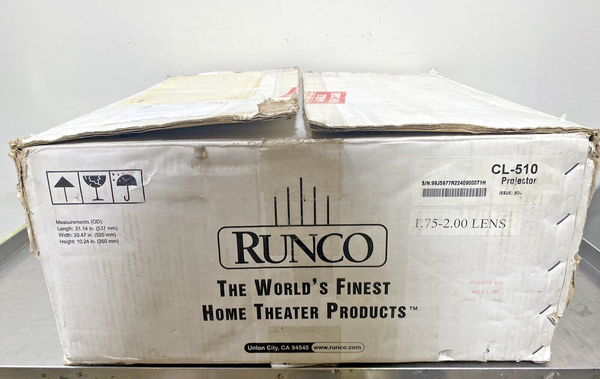 CL-510
Projector
S/N:99J5977R2240900071H
1.75-2.00 LENS
Measurements (OD):
Length: 21.14 in. (537 mm)
Width: 20.47 in. (520 mm)
Height: 10.24 in. (260 mm)
RUNCO
THE WORLD'S FINEST
HOME THEATER PRODUCTS™
Union City, CA 94545 www.runco.com